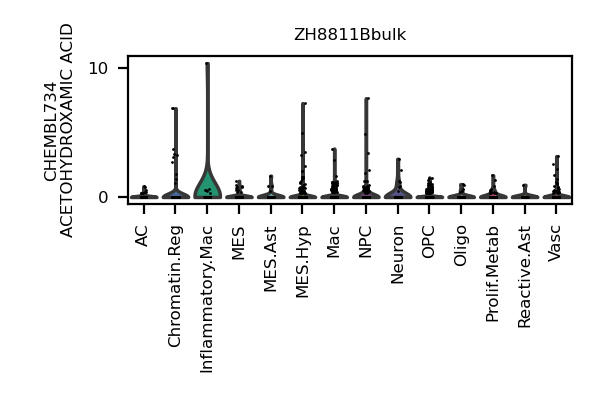 ZH8811Bbulk
CHEMBL734
ACETOHYDROXAMIC ACID
10
0
AC
Chromatin.Reg
Inflammatory.Mac
MES
MES.Ast
MES.Hyp
Mac
NPC
Neuron
OPC
Oligo
Prolif.Metab
Reactive.Ast
Vasc